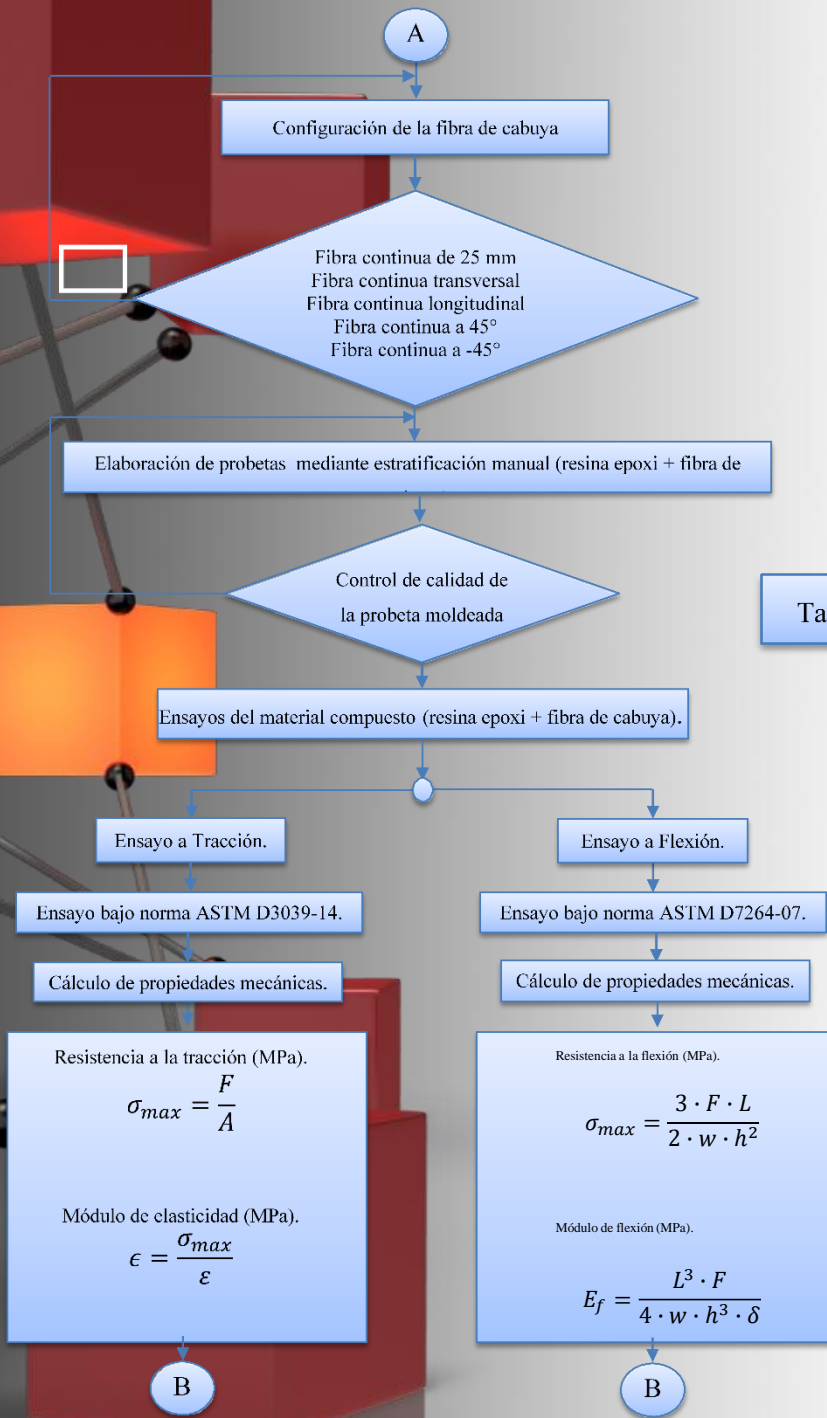 A
Configuración de la fibra de cabuya
Fibra continua de 25 mm
Fibra continua transversal
Fibra continua longitudinal
Fibra continua a 45°
Fibra continua a -45°
Elaboración de probetas mediante estratificación manual (resina epoxi + fibra de
Control de calidad de
la probeta moldeada
Ta
Ensayos del material compuesto (resina epoxi + fibra de cabuya).
Ensayo a Tracción.
Ensayo a Flexión.
Ensayo bajo norma ASTM D3039-14.
Ensayo bajo norma ASTM D7264-07.
Cálculo de propiedades mecánicas.
Cálculo de propiedades mecánicas.
Resistencia a la tracción (MPa).
σ_max = F / A
Módulo de elasticidad (MPa).
ϵ = σ_max / ε
Resistencia a la flexión (MPa).
σ_max = 3 · F · L / 2 · w · h²
Módulo de flexión (MPa).
E_f = L³ · F / 4 · w · h³ · δ
B
B